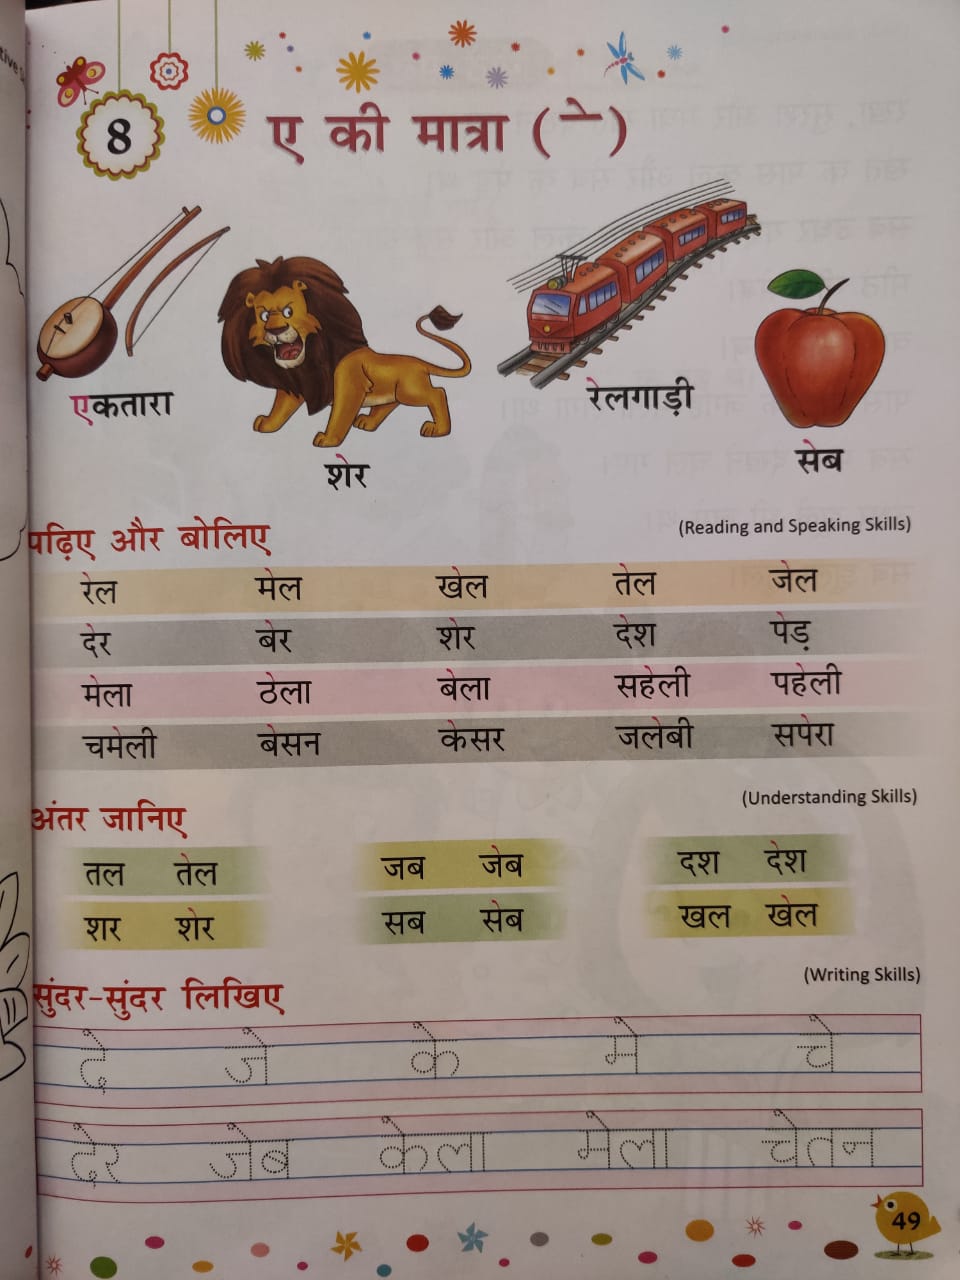 8
ए की मात्रा ( े )
एकतारा
शेर
रेलगाड़ी
सेब
पढ़िए और बोलिए (Reading and Speaking Skills)
रेल मेल खेल तेल जेल
देर बेर शेर देश पेड़
मेला ठेला बेला सहेली पहेली
चमेली बेसन केसर जलेबी सपेरा
अंतर जानिए (Understanding Skills)
तल तेल जब जेब दश देश
शर शेर सब सेब खल खेल
सुंदर-सुंदर लिखिए (Writing Skills)
दे जे के मे चे
देर जेब केला मेला चेतन
49